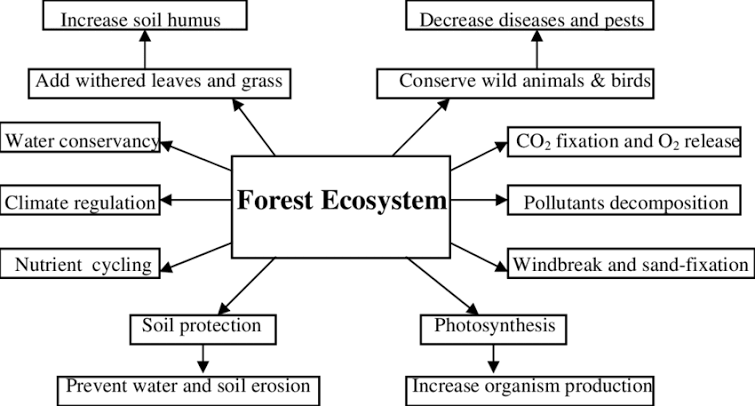 Increase soil humus
Decrease diseases and pests
Add withered leaves and grass
Conserve wild animals & birds
Water conservancy
CO₂ fixation and O₂ release
Forest Ecosystem
Climate regulation
Pollutants decomposition
Nutrient cycling
Windbreak and sand-fixation
Soil protection
Photosynthesis
Prevent water and soil erosion
Increase organism production